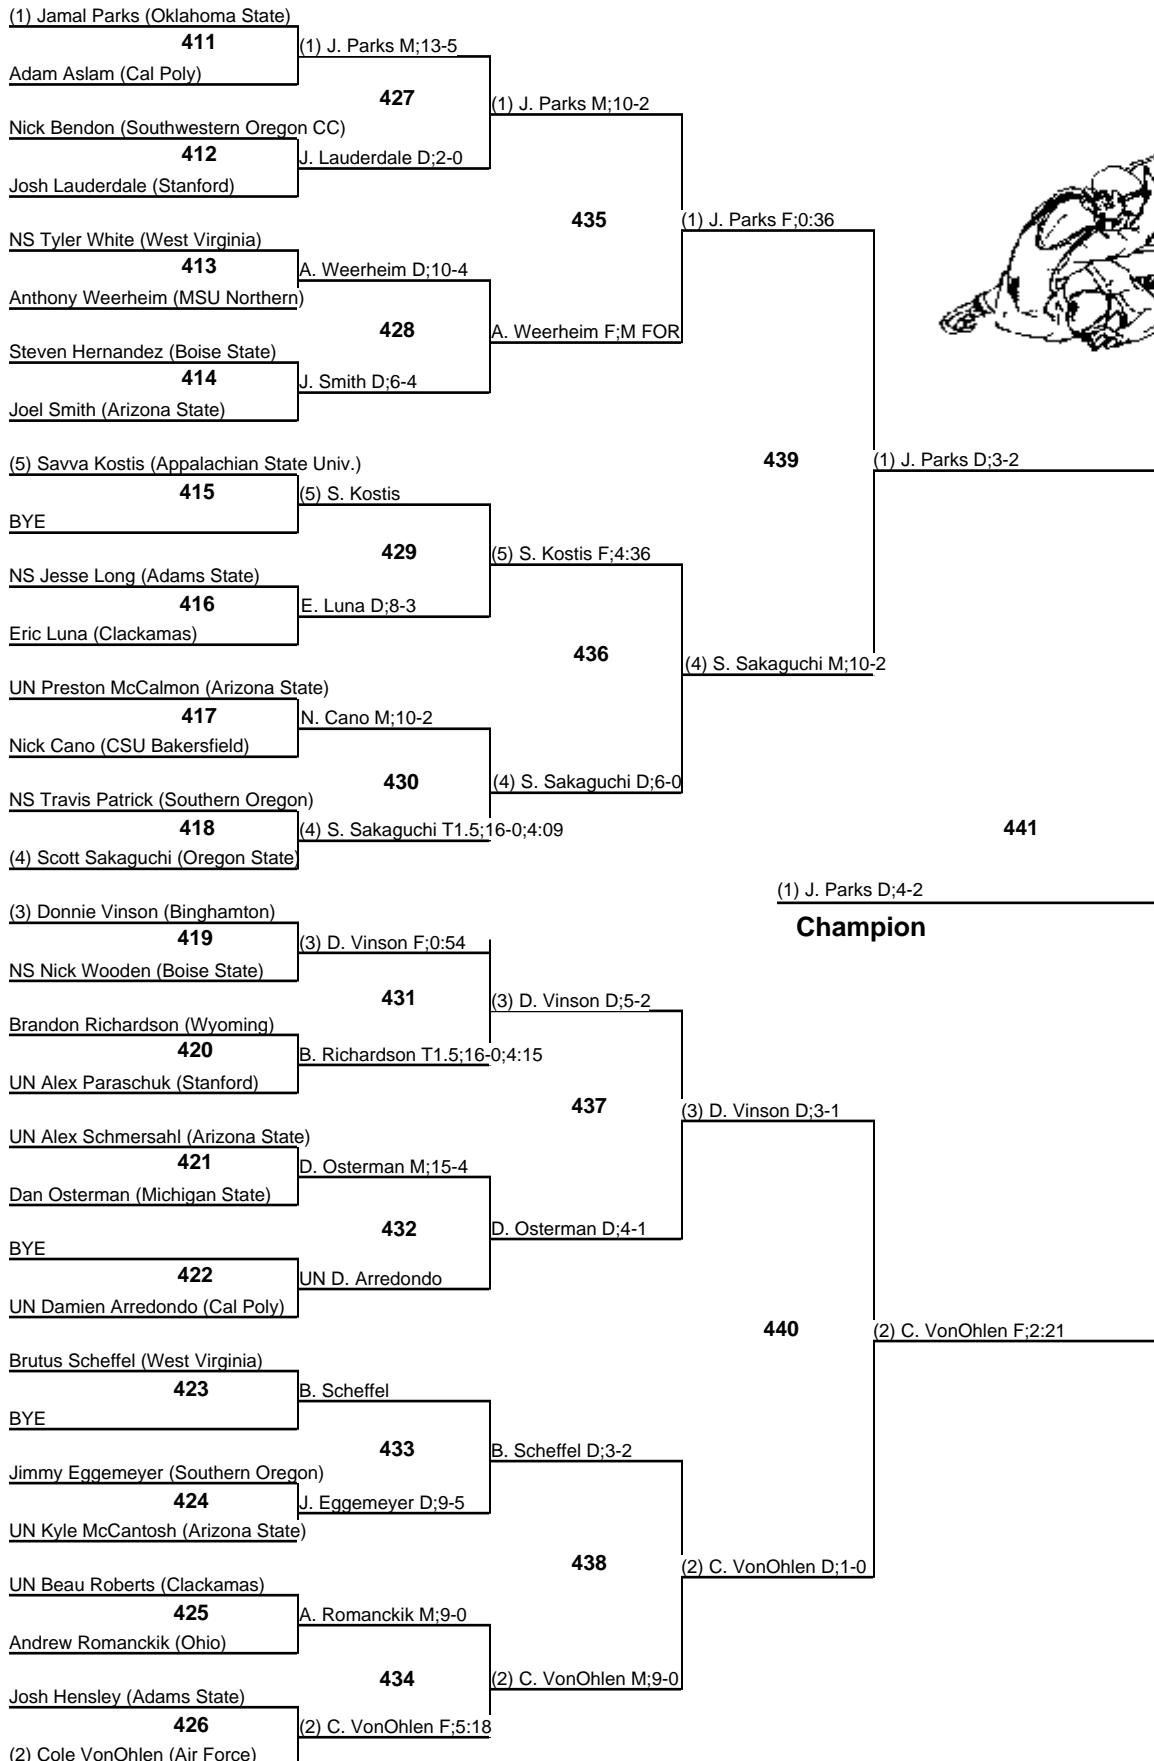 (1) Jamal Parks (Oklahoma State)
411
(1) J. Parks M;13-5
Adam Aslam (Cal Poly)
427
(1) J. Parks M;10-2
Nick Bendon (Southwestern Oregon CC)
412
J. Lauderdale D;2-0
Josh Lauderdale (Stanford)
435
(1) J. Parks F;0:36
NS Tyler White (West Virginia)
413
A. Weerheim D;10-4
Anthony Weerheim (MSU Northern)
428
A. Weerheim F;M FOR
Steven Hernandez (Boise State)
414
J. Smith D;6-4
Joel Smith (Arizona State)
439
(1) J. Parks D;3-2
(5) Savva Kostis (Appalachian State Univ.)
415
(5) S. Kostis
BYE
429
(5) S. Kostis F;4:36
NS Jesse Long (Adams State)
416
E. Luna D;8-3
Eric Luna (Clackamas)
436
(4) S. Sakaguchi M;10-2
UN Preston McCalmon (Arizona State)
417
N. Cano M;10-2
Nick Cano (CSU Bakersfield)
430
(4) S. Sakaguchi D;6-0
NS Travis Patrick (Southern Oregon)
418
(4) S. Sakaguchi T1.5;16-0;4:09
(4) Scott Sakaguchi (Oregon State)
441
(1) J. Parks D;4-2
Champion
(3) Donnie Vinson (Binghamton)
419
(3) D. Vinson F;0:54
NS Nick Wooden (Boise State)
431
(3) D. Vinson D;5-2
Brandon Richardson (Wyoming)
420
B. Richardson T1.5;16-0;4:15
UN Alex Paraschuk (Stanford)
437
(3) D. Vinson D;3-1
UN Alex Schmersahl (Arizona State)
421
D. Osterman M;15-4
Dan Osterman (Michigan State)
432
D. Osterman D;4-1
BYE
422
UN D. Arredondo
UN Damien Arredondo (Cal Poly)
440
(2) C. VonOhlen F;2:21
Brutus Scheffel (West Virginia)
423
B. Scheffel
BYE
433
B. Scheffel D;3-2
Jimmy Eggemeyer (Southern Oregon)
424
J. Eggemeyer D;9-5
UN Kyle McCantosh (Arizona State)
438
(2) C. VonOhlen D;1-0
UN Beau Roberts (Clackamas)
425
A. Romanckik M;9-0
Andrew Romanckik (Ohio)
434
(2) C. VonOhlen M;9-0
Josh Hensley (Adams State)
426
(2) C. VonOhlen F;5:18
(2) Cole VonOhlen (Air Force)